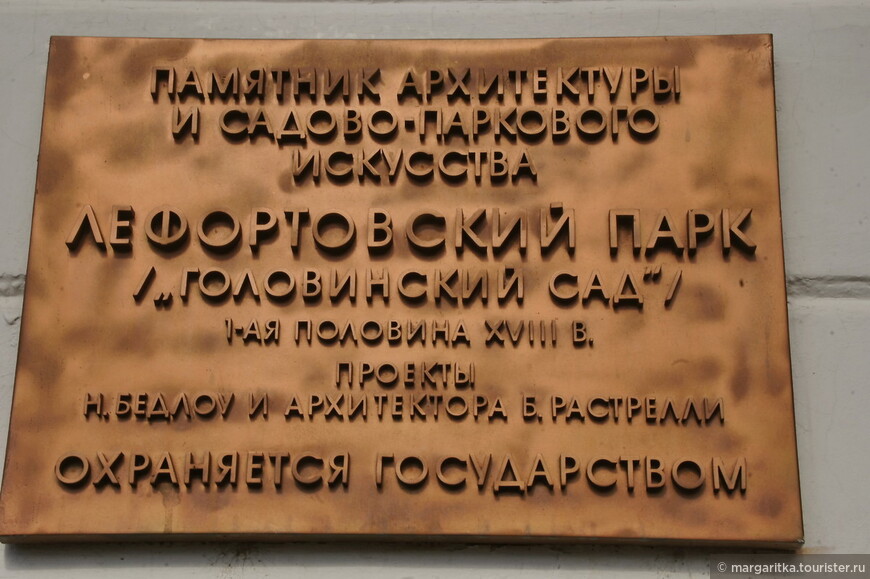 ПАМЯТНИК АРХИТЕКТУРЫ
И САДОВО-ПАРКОВОГО
ИСКУССТВА
ЛЕФОРТОВСКИЙ ПАРК
/„ГОЛОВИНСКИЙ САД“/
1-АЯ ПОЛОВИНА XVIII В.
ПРОЕКТЫ
Н. БЕДЛОУ И АРХИТЕКТОРА Б. РАСТРЕЛЛИ
ОХРАНЯЕТСЯ ГОСУДАРСТВОМ
© margaritka.tourister.ru